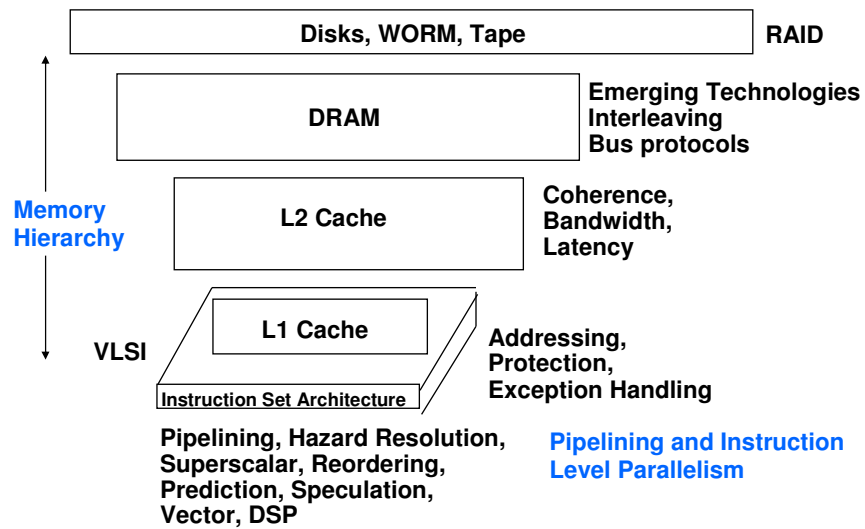 Disks, WORM, Tape
RAID
DRAM
Emerging Technologies
Interleaving
Bus protocols
Memory
Hierarchy
L2 Cache
Coherence,
Bandwidth,
Latency
L1 Cache
VLSI
Addressing,
Protection,
Exception Handling
Instruction Set Architecture
Pipelining, Hazard Resolution,
Superscalar, Reordering,
Prediction, Speculation,
Vector, DSP
Pipelining and Instruction
Level Parallelism